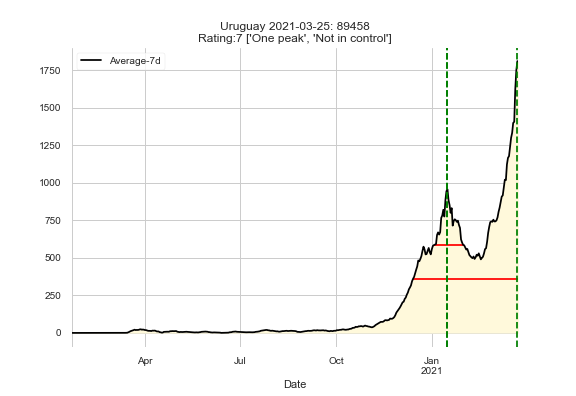 Uruguay 2021-03-25: 89458
Rating:7 ['One peak', 'Not in control']
Average-7d
1750
1500
1250
1000
750
500
250
0
Apr
Jul
Oct
Jan
2021
Date